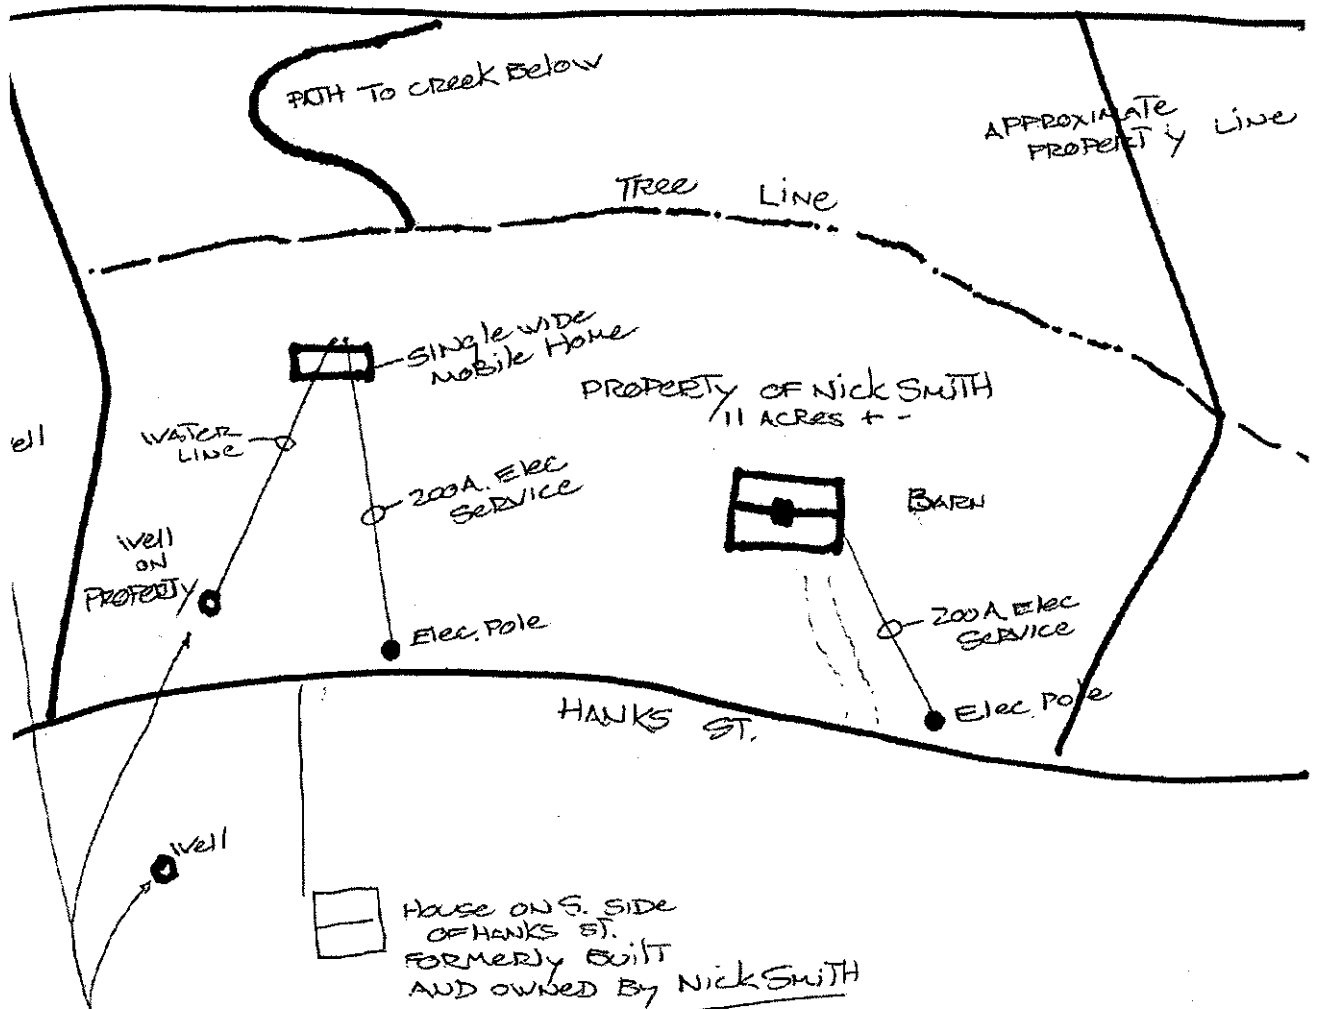 PATH TO CREEK BELOW
APPROXIMATE
PROPERTY LINE
TREE LINE
SINGLE WIDE
MOBILE HOME
PROPERTY OF NICK SMITH
11 ACRES + -
ell
WATER
LINE
200A. ELEC
SERVICE
BARN
WELL
ON
PROPERTY
ELEC. POLE
200A. ELEC
SERVICE
ELEC. POLE
HANKS ST.
WELL
HOUSE ON S. SIDE
OF HANKS ST.
FORMERLY BUILT
AND OWNED BY NICK SMITH